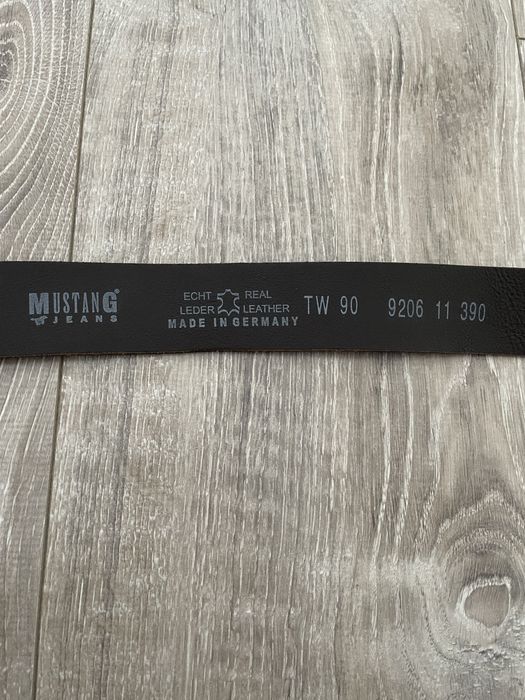 MUSTANG®
JEANS
ECHT REAL
LEDER LEATHER
MADE IN GERMANY
TW 90 9206 11 390